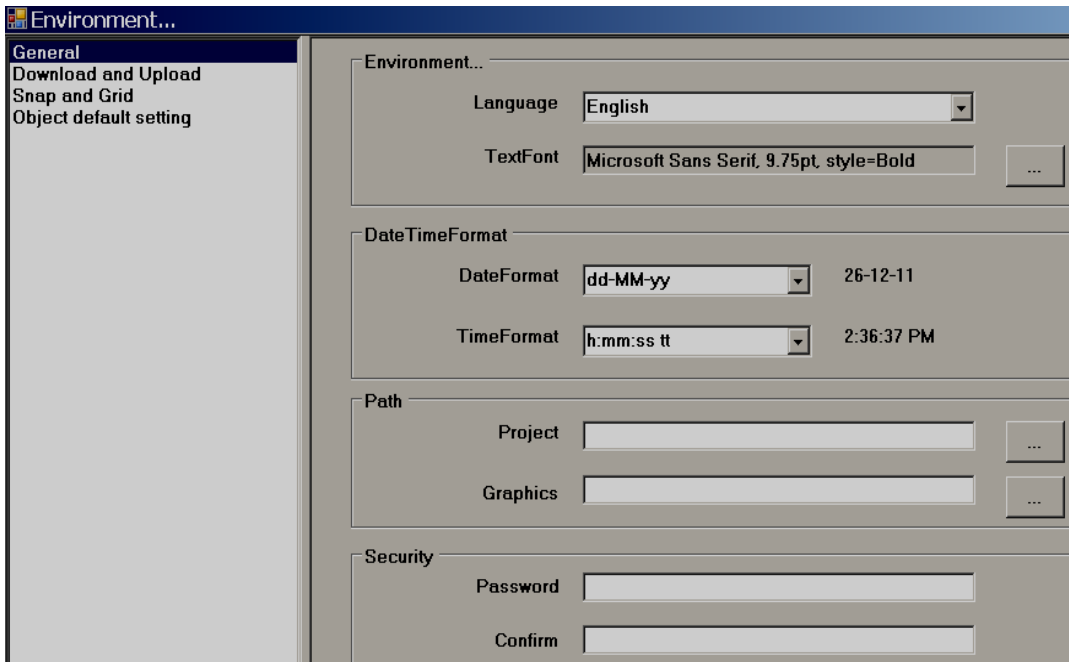 Environment...
General
Download and Upload
Snap and Grid
Object default setting
Environment...
Language English
TextFont Microsoft Sans Serif, 9.75pt, style=Bold ...
DateTimeFormat
DateFormat dd-MM-yy 26-12-11
TimeFormat h:mm:ss tt 2:36:37 PM
Path
Project ...
Graphics ...
Security
Password
Confirm